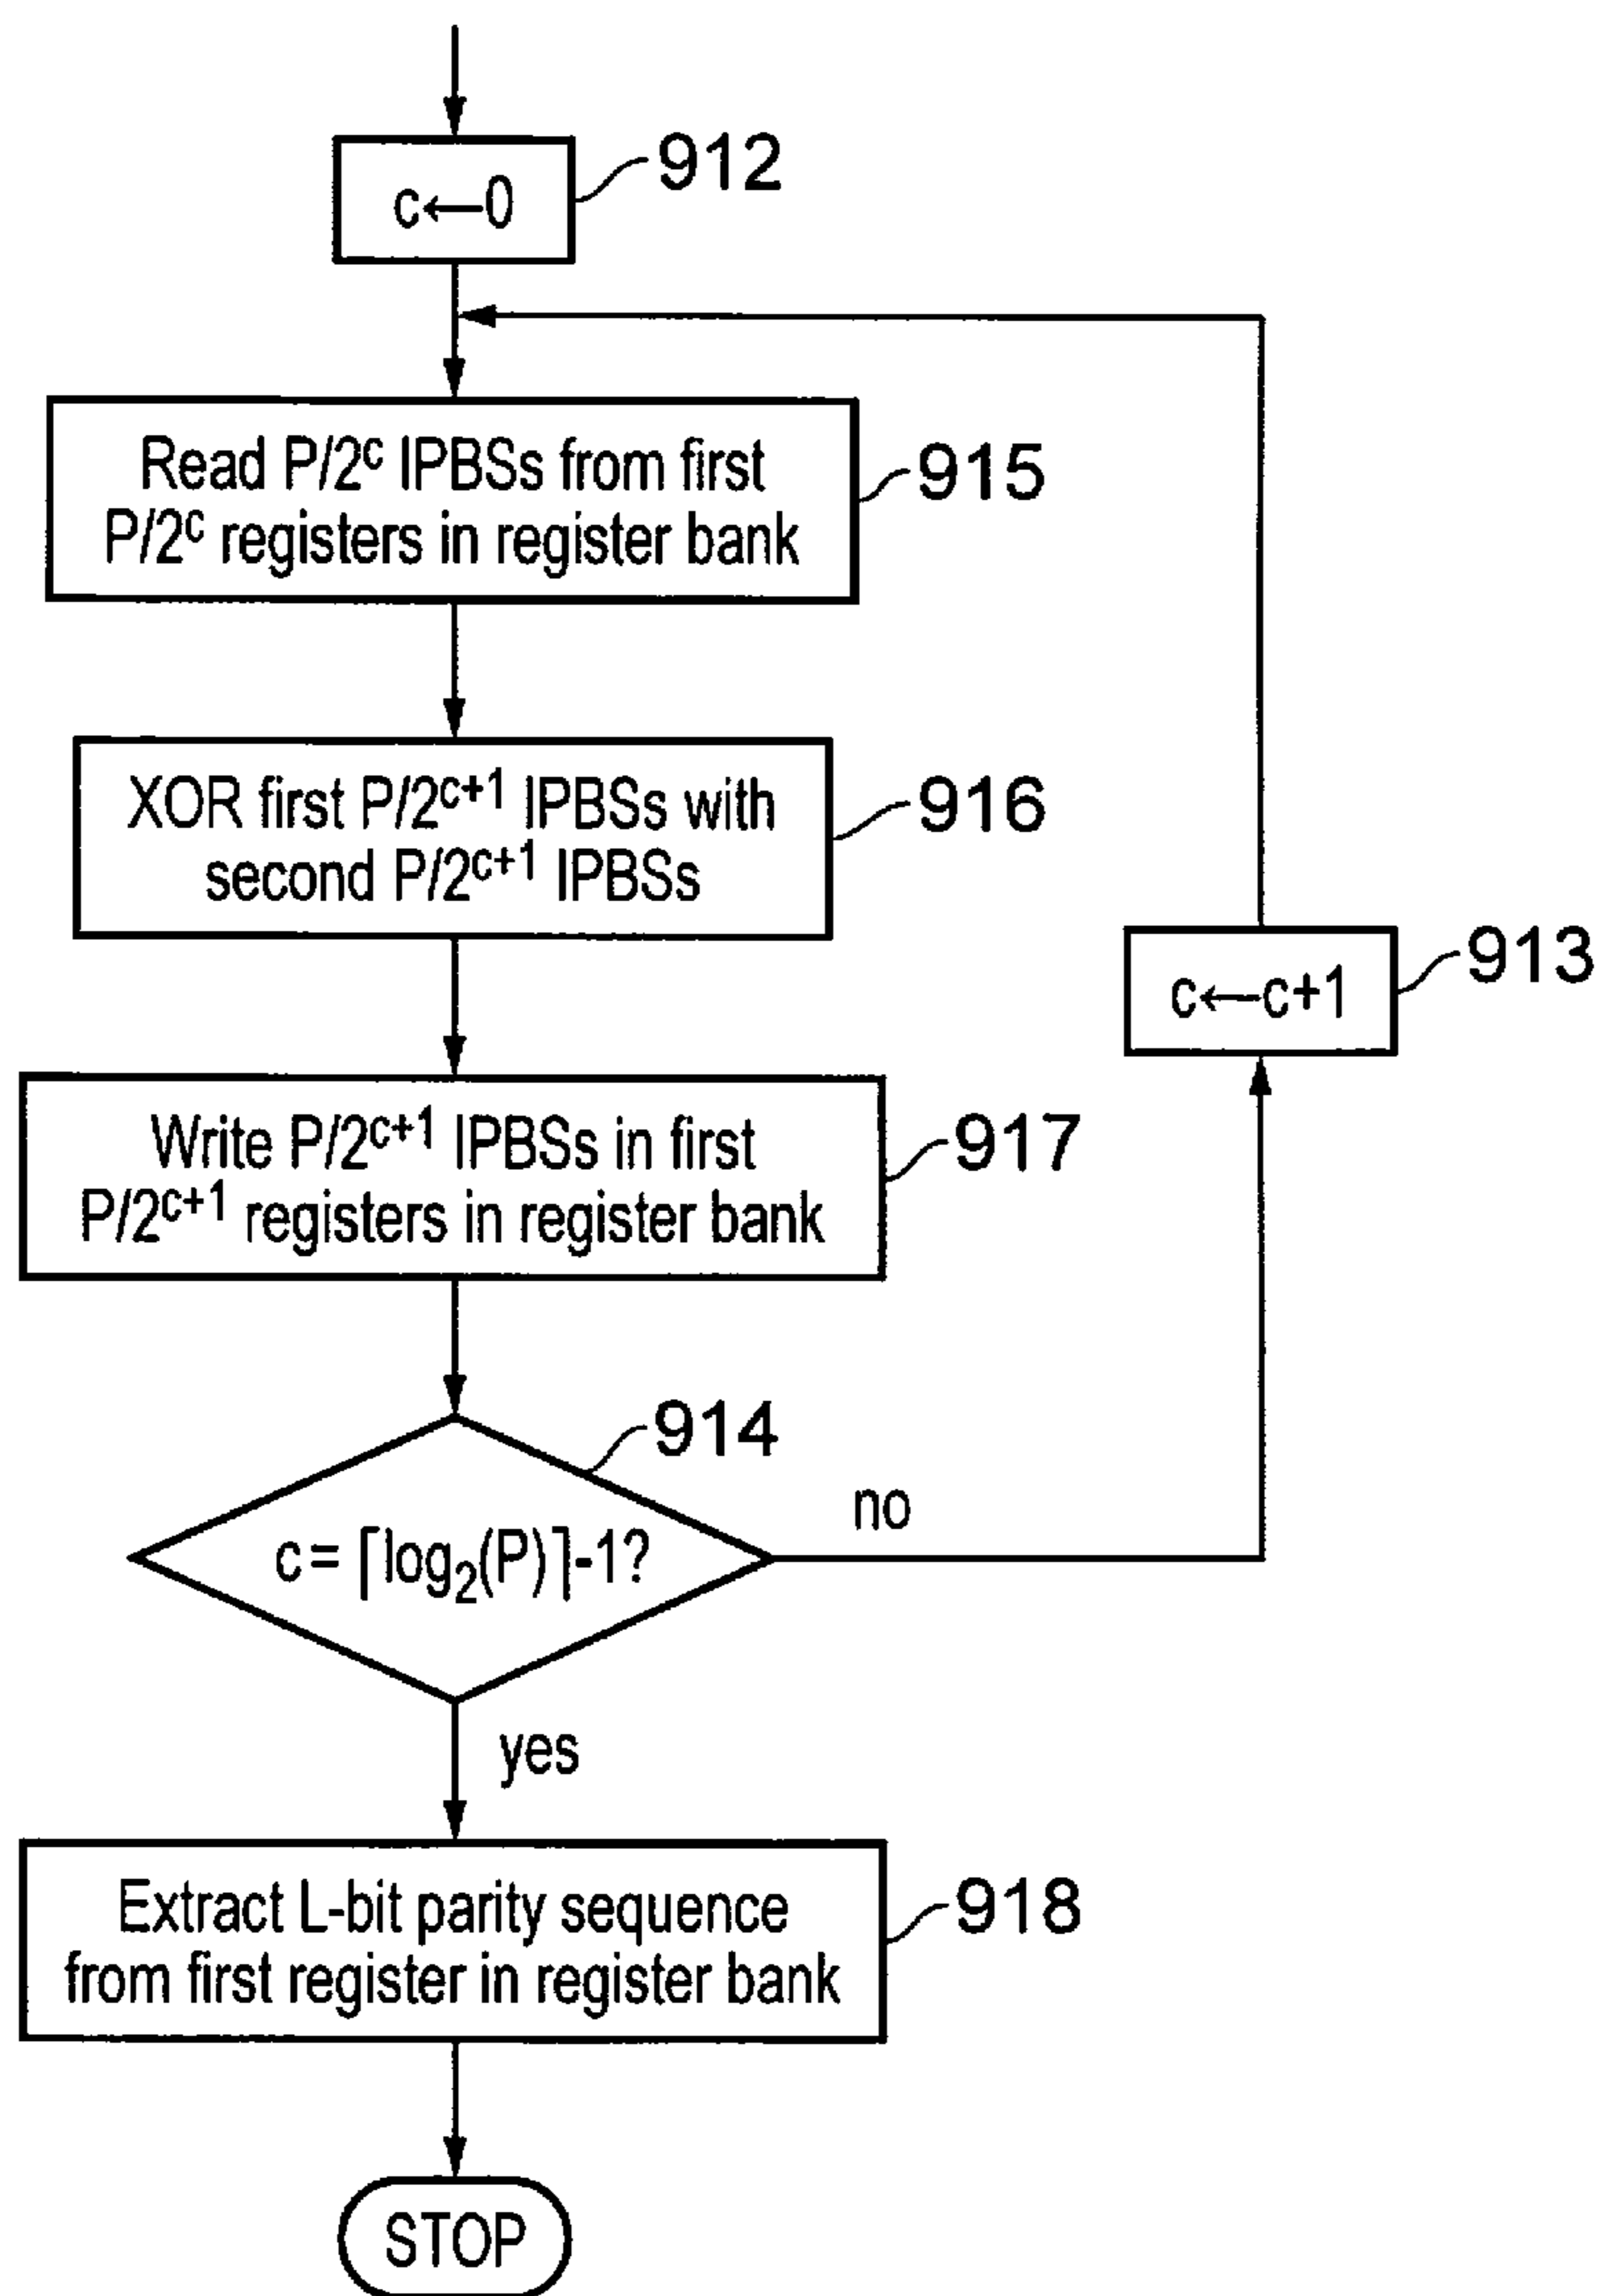 c←0
912
Read P/2ᶜ IPBSs from first
P/2ᶜ registers in register bank
915
XOR first P/2ᶜ⁺¹ IPBSs with
second P/2ᶜ⁺¹ IPBSs
916
c←c+1
913
Write P/2ᶜ⁺¹ IPBSs in first
P/2ᶜ⁺¹ registers in register bank
917
914
c = ⌈log₂(P)⌉-1?
no
yes
Extract L-bit parity sequence
from first register in register bank
918
STOP